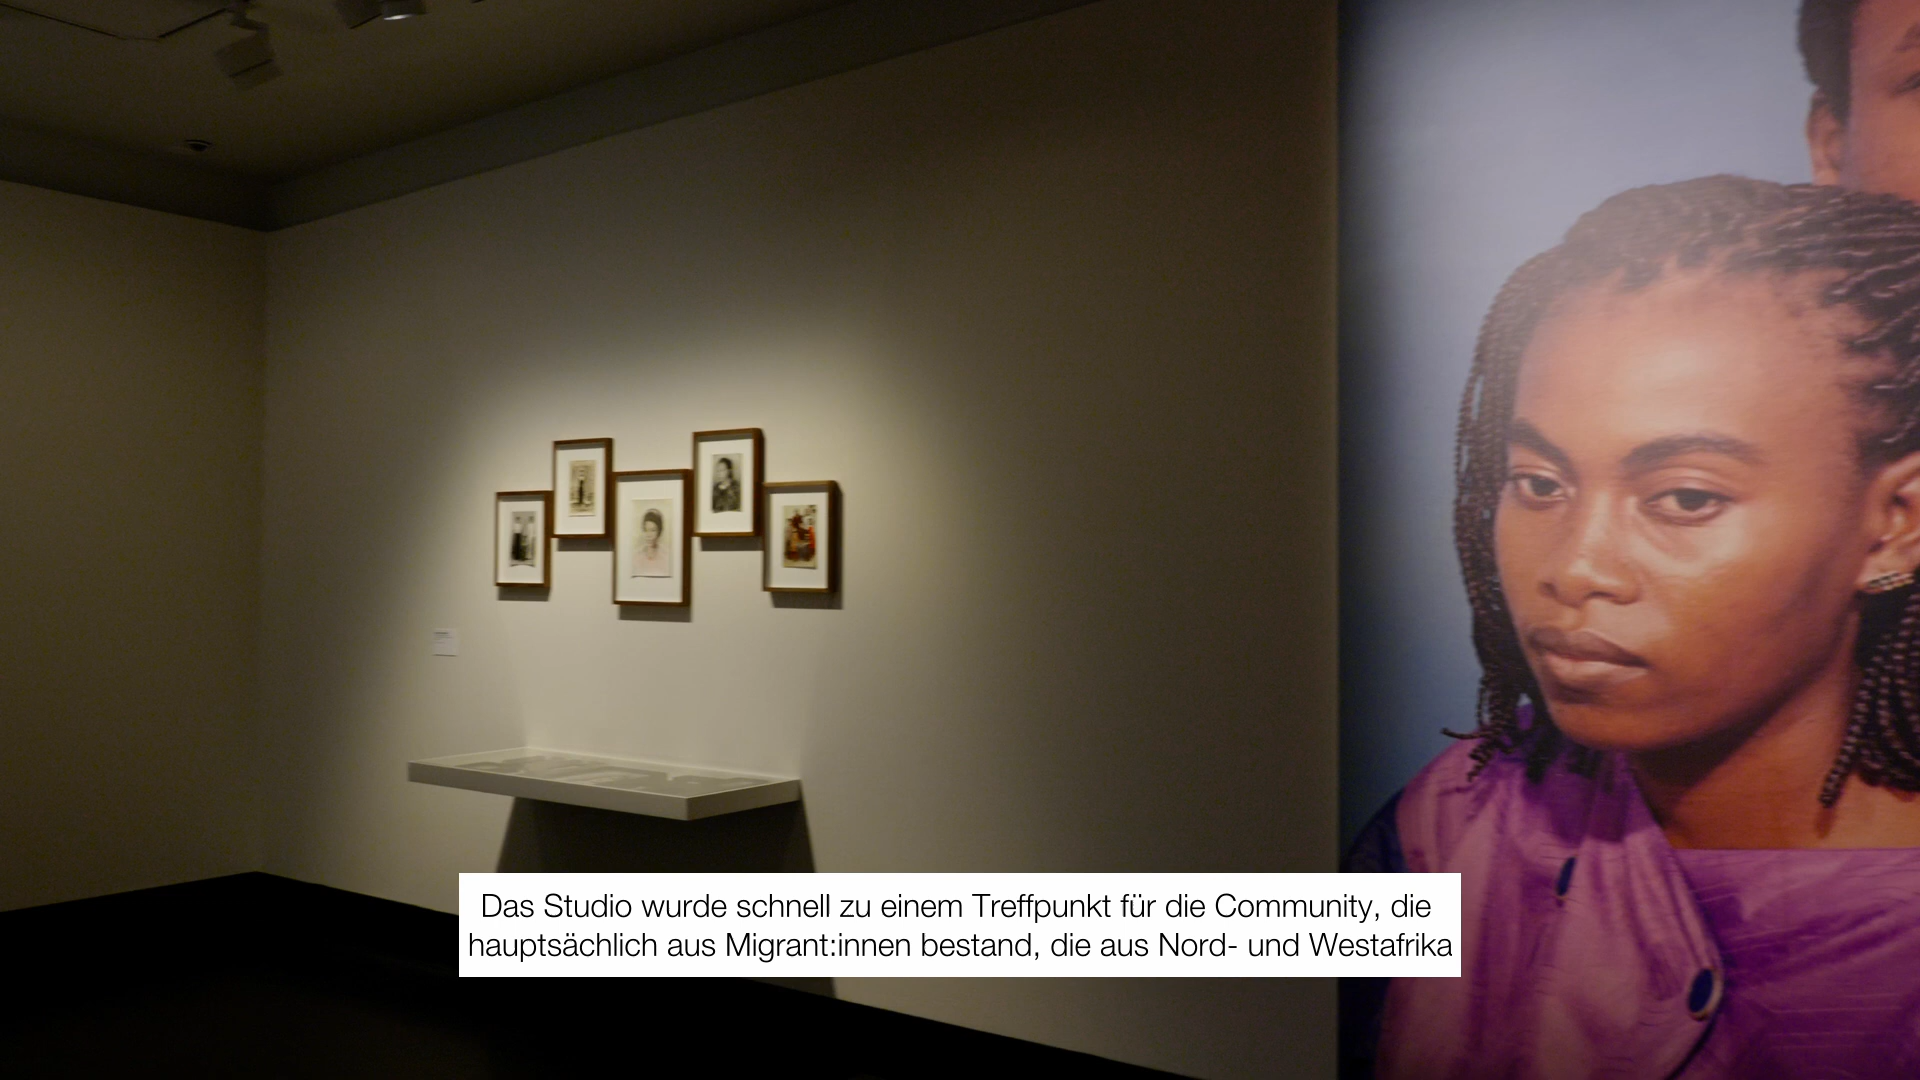 Das Studio wurde schnell zu einem Treffpunkt für die Community, die
hauptsächlich aus Migrant:innen bestand, die aus Nord- und Westafrika